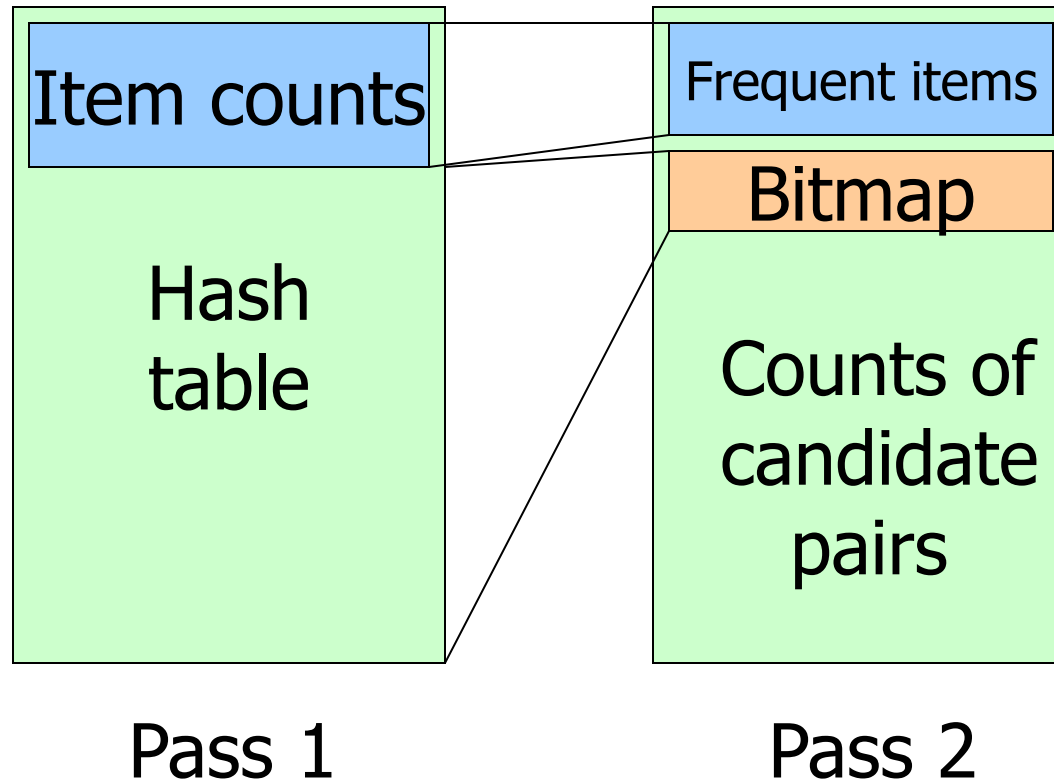 Item counts
Hash
table
Pass 1
Frequent items
Bitmap
Counts of
candidate
pairs
Pass 2